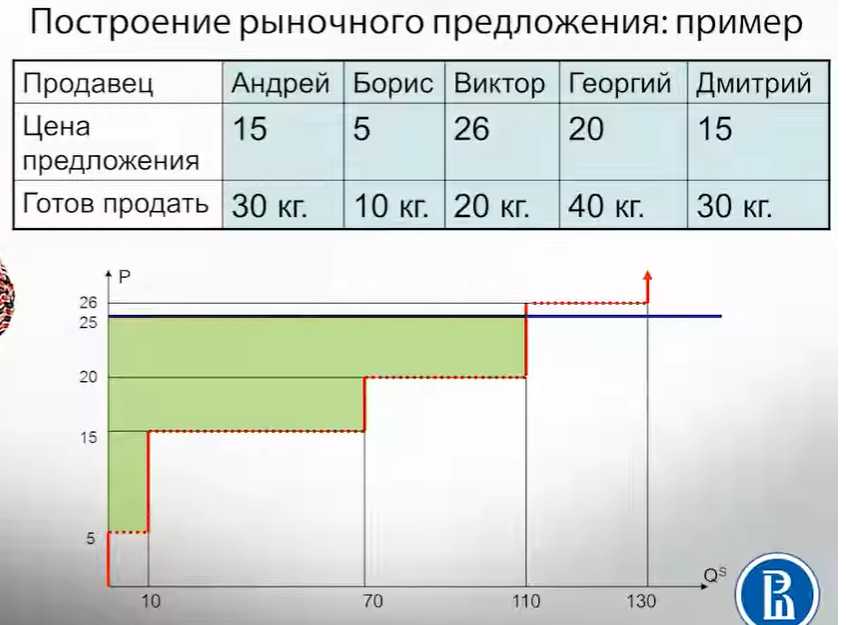 Построение рыночного предложения: пример
Продавец Андрей Борис Виктор Георгий Дмитрий
Цена предложения 15 5 26 20 15
Готов продать 30 кг. 10 кг. 20 кг. 40 кг. 30 кг.
P
26
25
20
15
5
10 70 110 130
Qˢ